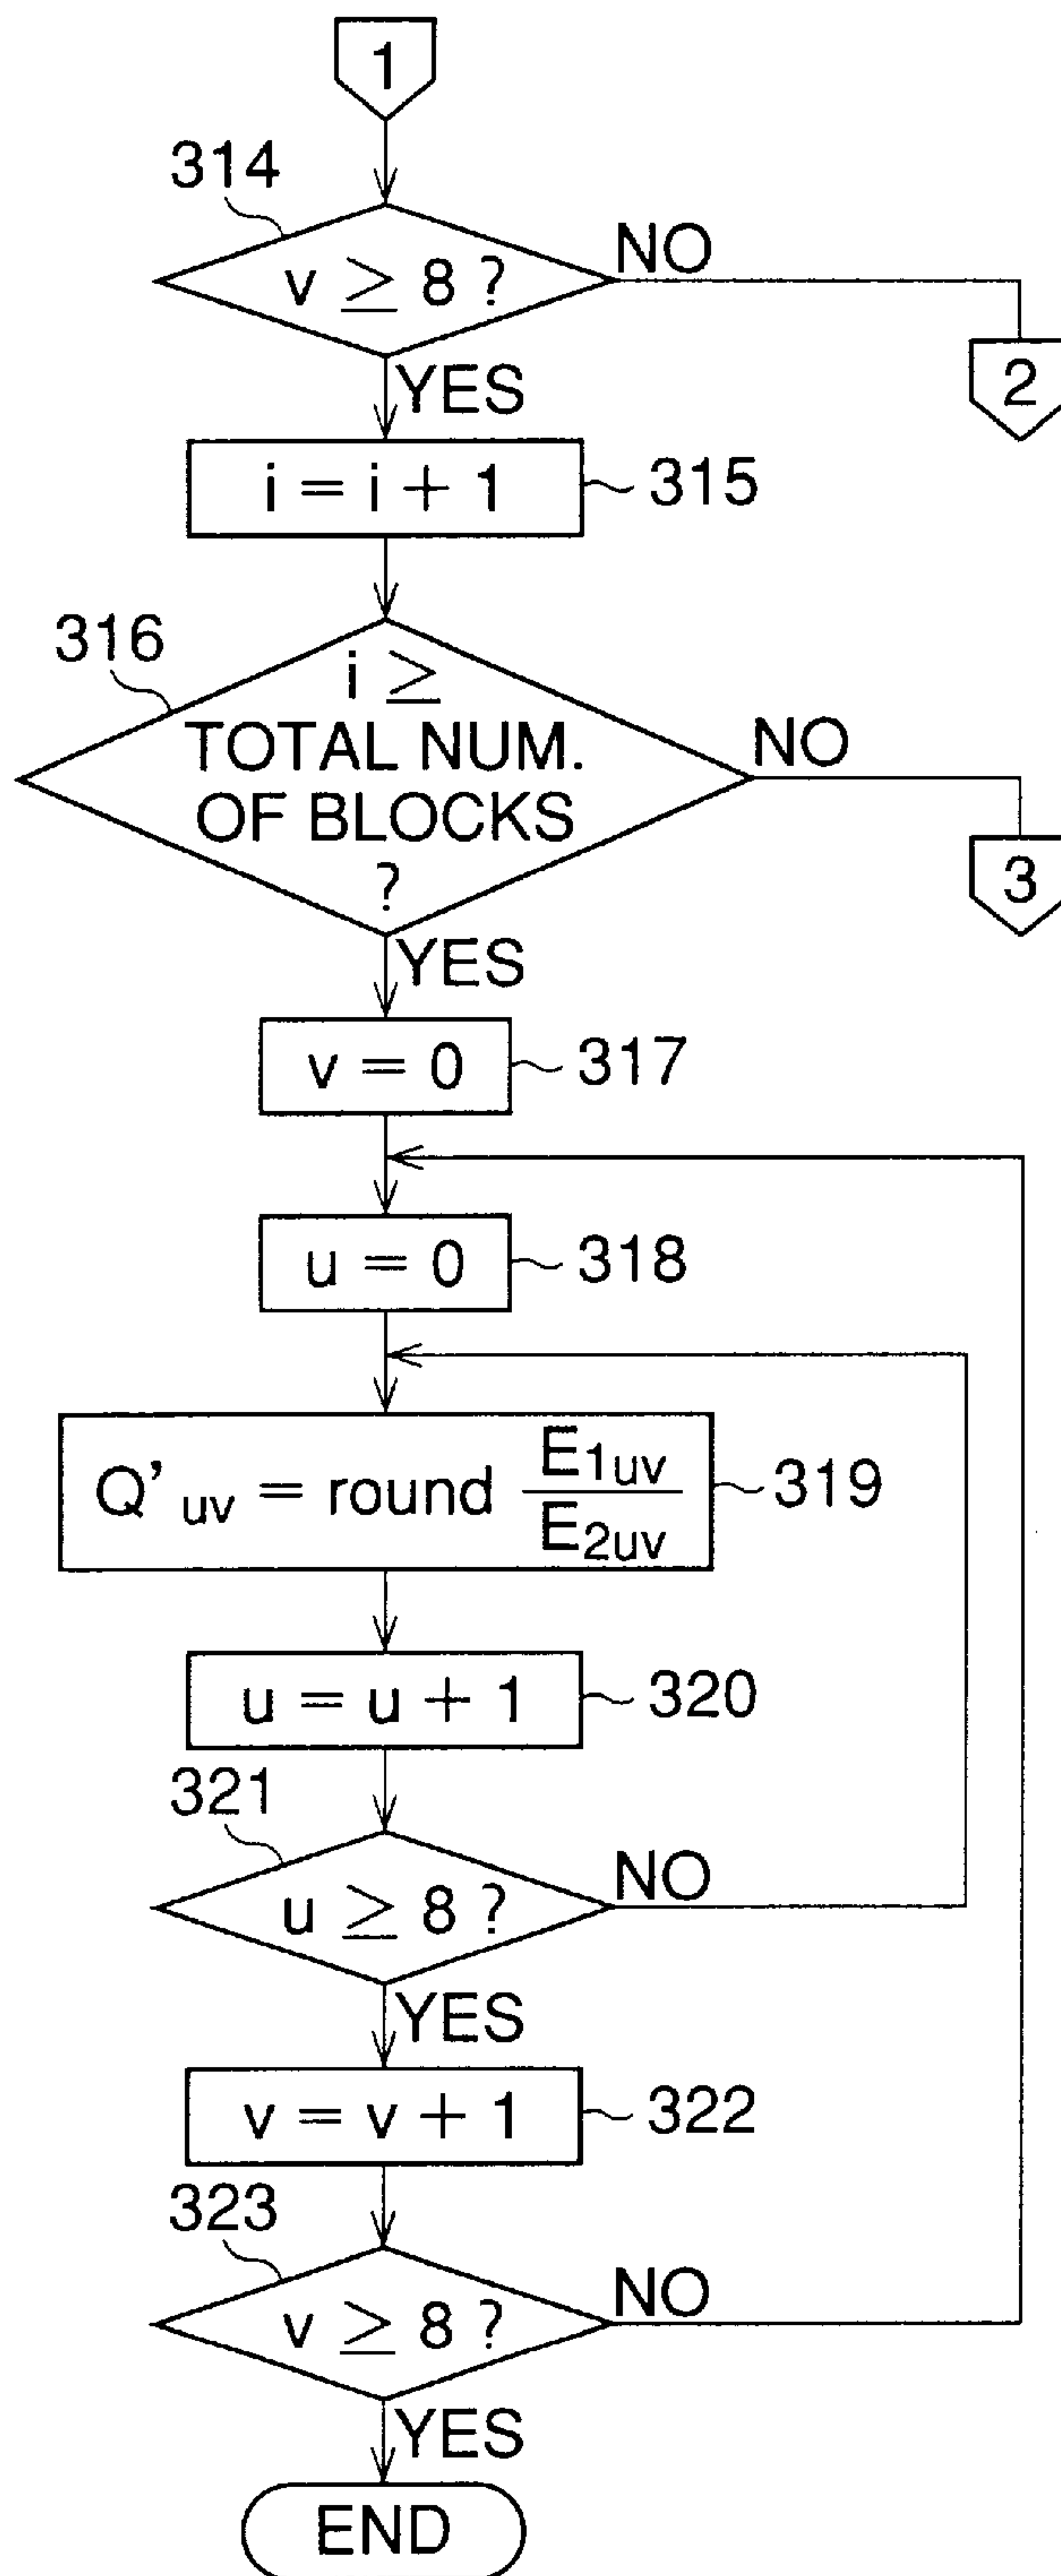 1
314
v ≥ 8 ?
NO
2
YES
i = i + 1
315
316
i ≥
TOTAL NUM.
OF BLOCKS
?
NO
3
YES
v = 0
317
u = 0
318
Q'uv = round E1uv / E2uv
319
u = u + 1
320
321
u ≥ 8 ?
NO
YES
v = v + 1
322
323
v ≥ 8 ?
NO
YES
END